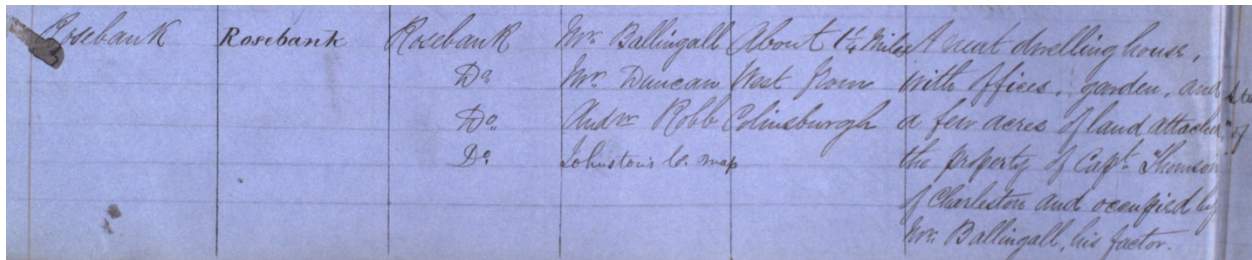 Rosebank Rosebank Rosebank Mr. Ballingall About 1¼ Miles A neat dwelling house,
Do. Mr. Duncan West from with offices, garden, and
Do. Andw Robb Colinsburgh a few acres of land attached,
Do. Johnston's Co. map the property of Capt. Thomson
of Charleston and occupied by
Mr. Ballingall, his factor.